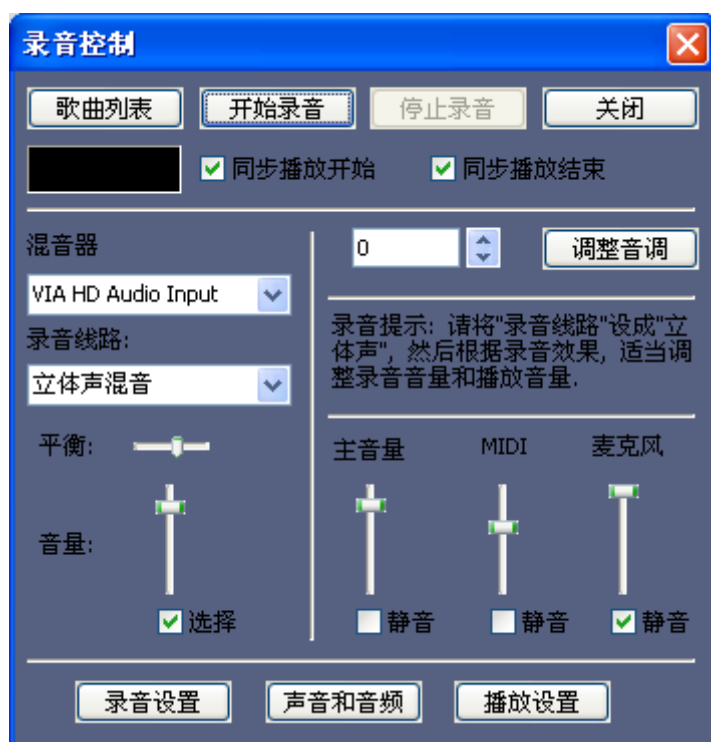 录音控制
歌曲列表 开始录音 停止录音 关闭
同步播放开始 同步播放结束
混音器
0 调整音调
VIA HD Audio Input
录音线路:
立体声混音
录音提示: 请将"录音线路"设成"立
体声", 然后根据录音效果, 适当调
整录音音量和播放音量.
平衡:
主音量 MIDI 麦克风
音量:
选择 静音 静音 静音
录音设置 声音和音频 播放设置